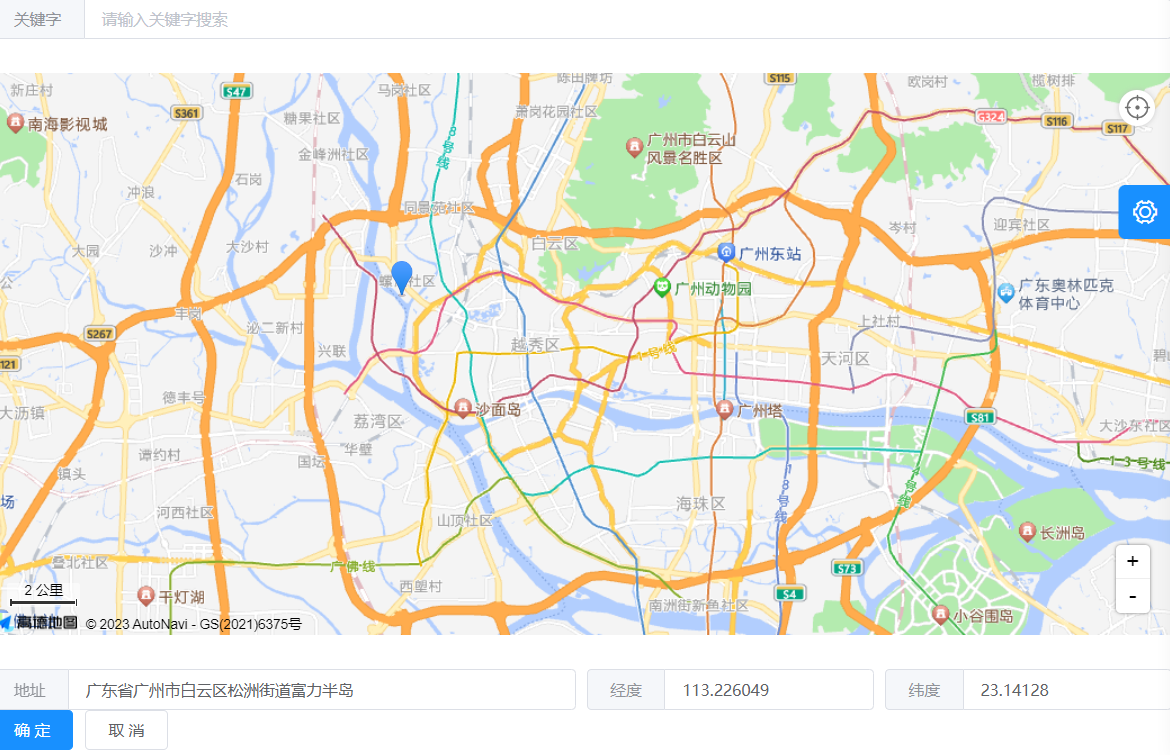 关键字 请输入关键字搜索
陈田牌坊
S115
欧岗村
榄树排
新庄村
S47
马岗社区
S361
萧岗花园社区
糖果社区
G324
S116
S117
南海影视城
8号线
广州市白云山
风景名胜区
金峰洲社区
石岗
冲浪
同景苑社区
岑村
迎宾社区
大园
沙冲
大沙村
白云区
广州东站
社区
广州动物园
广东奥林匹克
体育中心
丰岗
泌二新村
上社村
S267
兴联
越秀区
1号线
天河区
121
德丰号
大沥镇
荔湾区
沙面岛
广州塔
S81
大沙东社区
谭约村
华壁
国坛
镇头
13号线
4号线
18号线
场
河西社区
山顶社区
海珠区
长洲岛
叠北社区
广佛线
S73
+
西塱村
2 公里
千灯湖
S4
-
南洲街新鱼社区
小谷围岛
高德地图 © 2023 AutoNavi - GS(2021)6375号
地址 广东省广州市白云区松洲街道富力半岛 经度 113.226049 纬度 23.14128
确 定 取 消